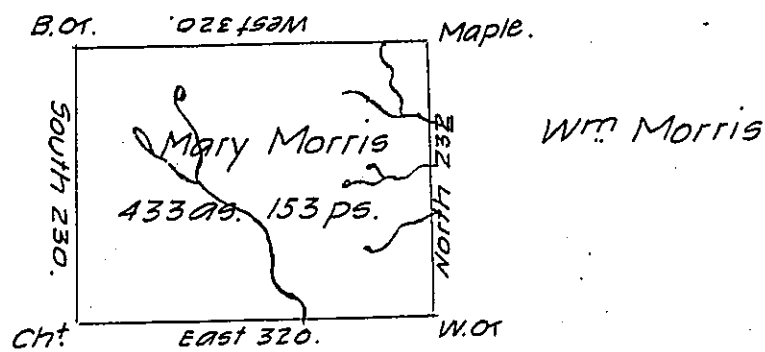 B.or. West 320. Maple.
South 230.
Mary Morris
433 as. 153 ps.
North 232
Wm Morris
Cht. East 320. W.or